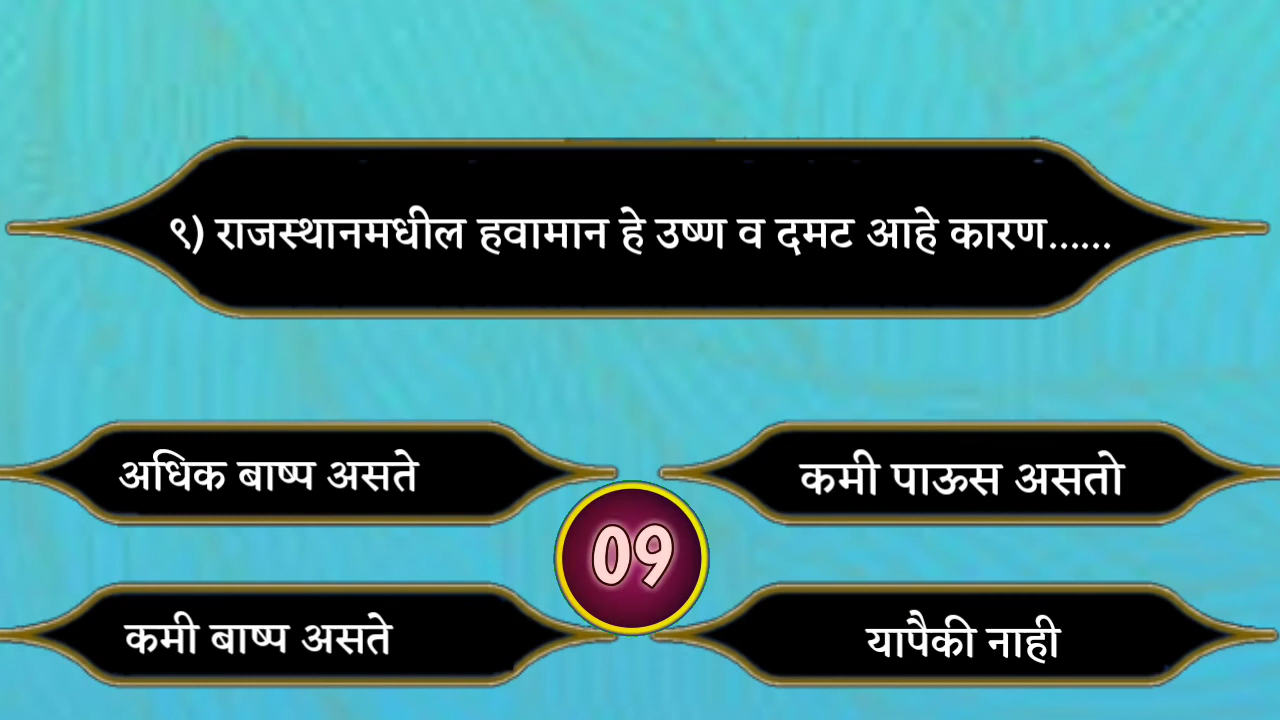 ९) राजस्थानमधील हवामान हे उष्ण व दमट आहे कारण......
अधिक बाष्प असते
कमी पाऊस असतो
09
कमी बाष्प असते
यापैकी नाही